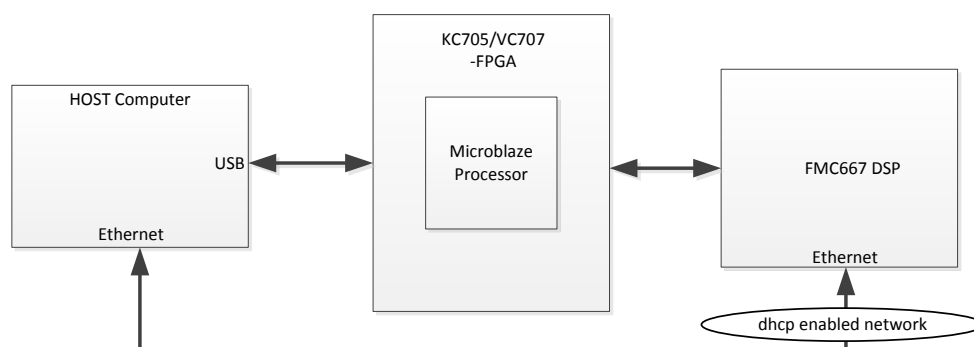 KC705/VC707
-FPGA
HOST Computer
USB
Microblaze
Processor
FMC667 DSP
Ethernet
Ethernet
dhcp enabled network